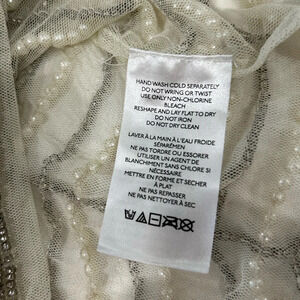 HAND WASH COLD SEPARATELY
DO NOT WRING OR TWIST
USE ONLY NON-CHLORINE
BLEACH
RESHAPE AND LAY FLAT TO DRY
DO NOT IRON
DO NOT DRY CLEAN
LAVER À LA MAIN À L'EAU FROIDE
SÉPARÉMEN
NE PAS TORDRE OU ESSORER
UTILISER UN AGENT DE
BLANCHIMENT SANS CHLORE SI
NÉCESSAIRE
METTRE EN FORME ET SECHER
À PLAT
NE PAS REPASSER
NE PAS NETOYER À SEC